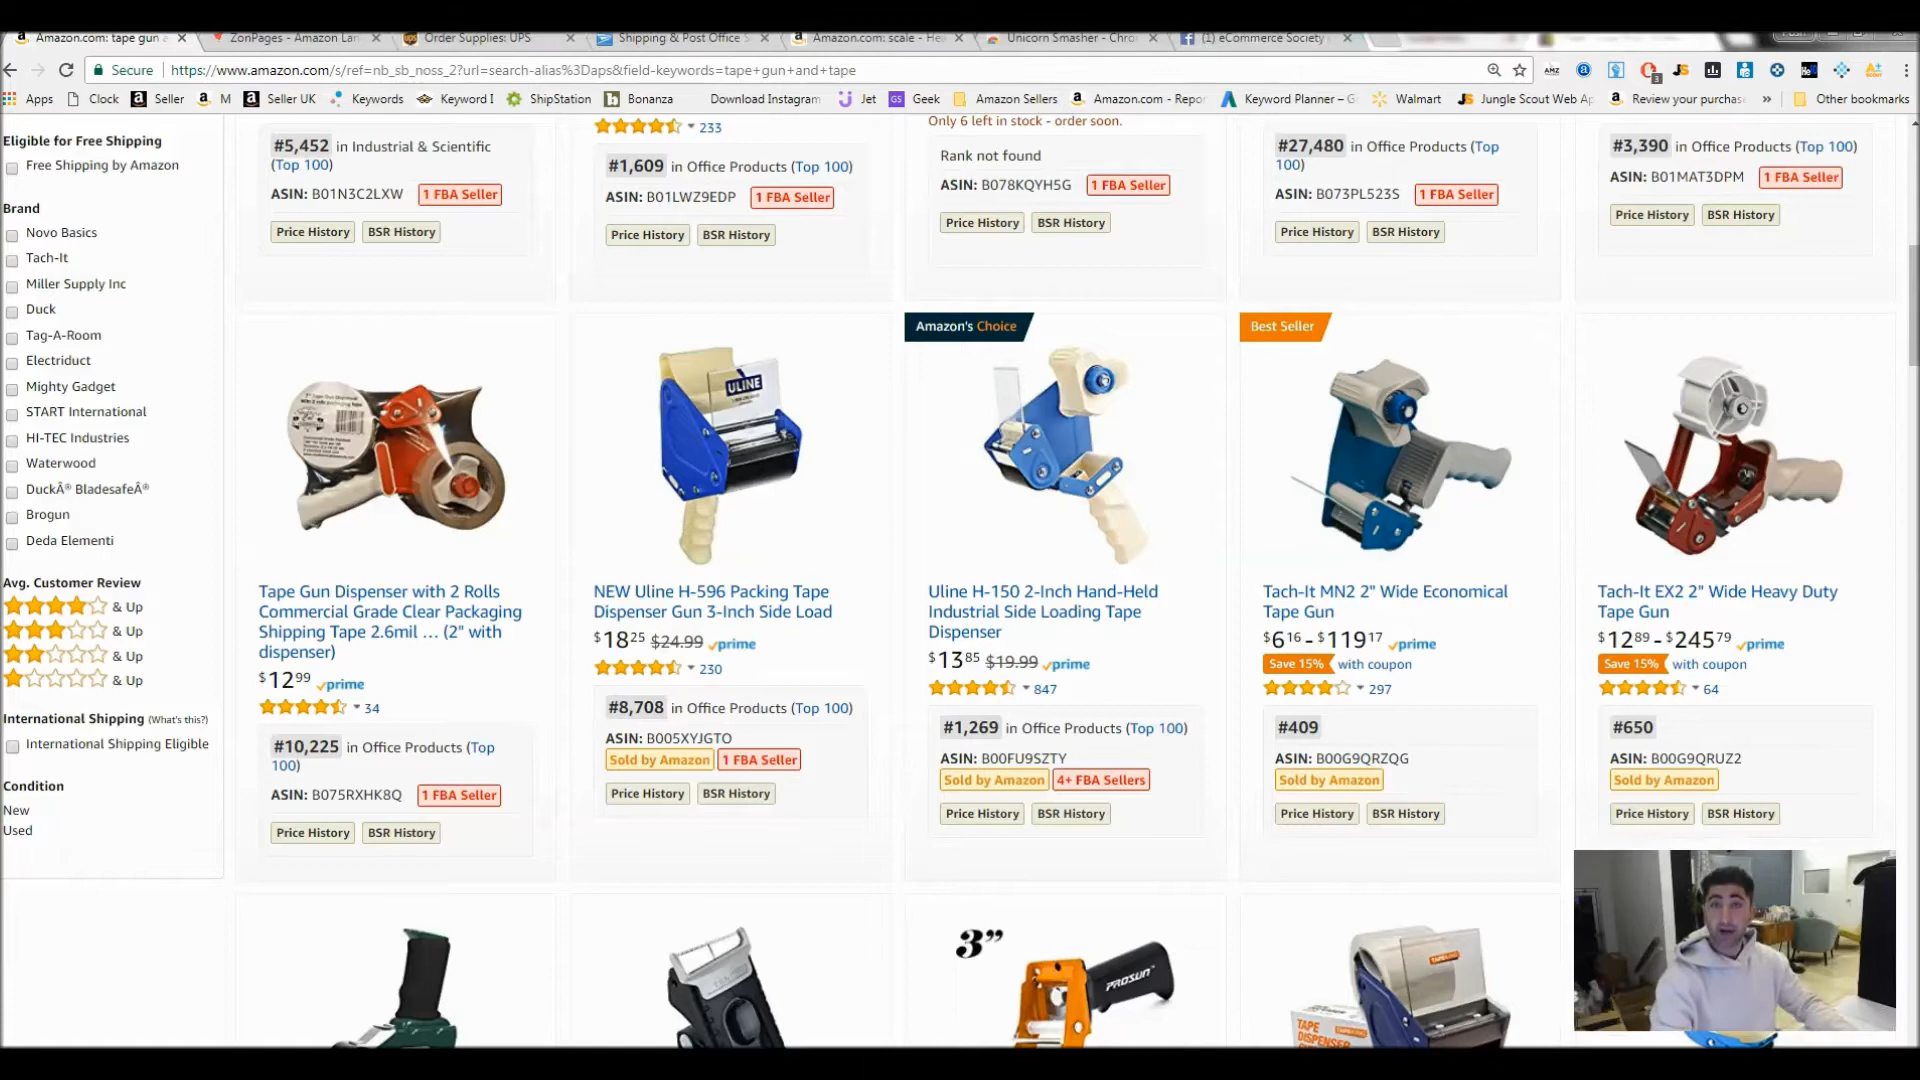 Amazon.com: tape gun a
ZonPages - Amazon Lan
Order Supplies: UPS
Shipping & Post Office S
Amazon.com: scale - He
Unicorn Smasher - Chro
(1) eCommerce Society
Secure
https://www.amazon.com/s/ref=nb_sb_noss_2?url=search-alias%3Daps&field-keywords=tape+gun+and+tape
Apps
Clock
Seller
M
Seller UK
Keywords
Keyword I
ShipStation
Bonanza
Download Instagram
Jet
Geek
Amazon Sellers
Amazon.com - Repor
Keyword Planner – G
Walmart
Jungle Scout Web Ap
Review your purchas
»
Other bookmarks
Eligible for Free Shipping
Free Shipping by Amazon
Brand
Novo Basics
Tach-It
Miller Supply Inc
Duck
Tag-A-Room
Electriduct
Mighty Gadget
START International
HI-TEC Industries
Waterwood
DuckÂ® BladesafeÂ®
Brogun
Deda Elementi
Avg. Customer Review
& Up
& Up
& Up
& Up
International Shipping (What's this?)
International Shipping Eligible
Condition
New
Used
#5,452 in Industrial & Scientific
(Top 100)
ASIN: B01N3C2LXW 1 FBA Seller
Price History BSR History
233
#1,609 in Office Products (Top 100)
ASIN: B01LWZ9EDP 1 FBA Seller
Price History BSR History
Only 6 left in stock - order soon.
Rank not found
ASIN: B078KQYH5G 1 FBA Seller
Price History BSR History
#27,480 in Office Products (Top
100)
ASIN: B073PL523S 1 FBA Seller
Price History BSR History
#3,390 in Office Products (Top 100)
ASIN: B01MAT3DPM 1 FBA Seller
Price History BSR History
Tape Gun Dispenser with 2 Rolls
Commercial Grade Clear Packaging
Shipping Tape 2.6mil … (2" with
dispenser)
$12 99 prime
34
#10,225 in Office Products (Top
100)
ASIN: B075RXHK8Q 1 FBA Seller
Price History BSR History
ULINE
NEW Uline H-596 Packing Tape
Dispenser Gun 3-Inch Side Load
$18 25 $24.99 prime
230
#8,708 in Office Products (Top 100)
ASIN: B005XYJGTO
Sold by Amazon 1 FBA Seller
Price History BSR History
Amazon's Choice
Uline H-150 2-Inch Hand-Held
Industrial Side Loading Tape
Dispenser
$13 85 $19.99 prime
847
#1,269 in Office Products (Top 100)
ASIN: B00FU9SZTY
Sold by Amazon 4+ FBA Sellers
Price History BSR History
Best Seller
Tach-It MN2 2" Wide Economical
Tape Gun
$6 16 - $119 17 prime
Save 15% with coupon
297
#409
ASIN: B00G9QRZQG
Sold by Amazon
Price History BSR History
Tach-It EX2 2" Wide Heavy Duty
Tape Gun
$12 89 - $245 79 prime
Save 15% with coupon
64
#650
ASIN: B00G9QRUZ2
Sold by Amazon
Price History BSR History
3”
PROSUN
TAPE
DISPENSER